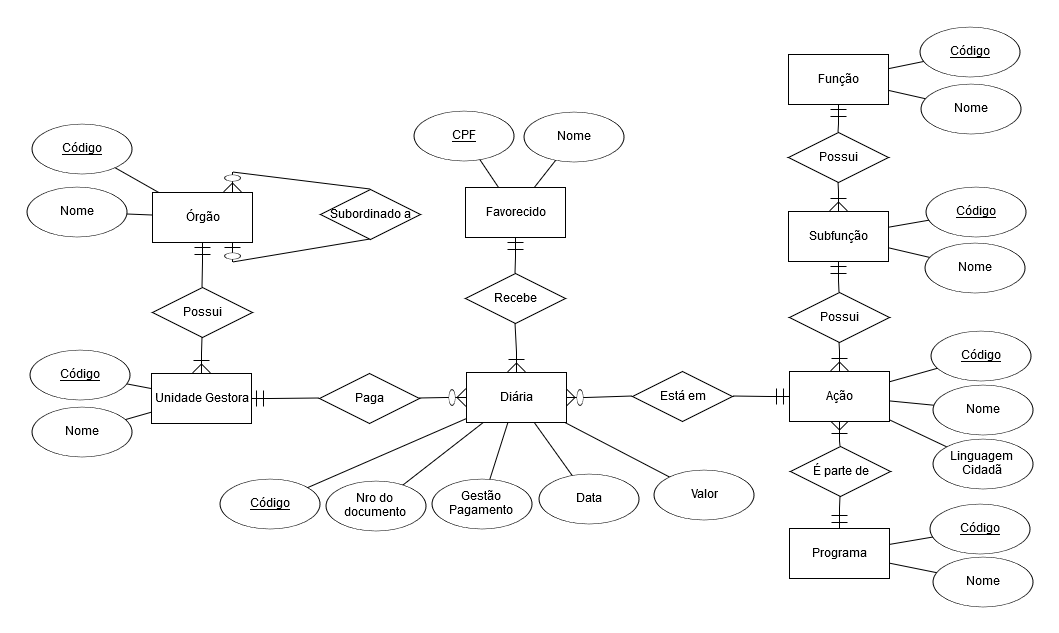 Código
Função
Nome
Possui
CPF
Nome
Código
Nome
Órgão
Subordinado a
Favorecido
Código
Subfunção
Nome
Possui
Recebe
Possui
Código
Unidade Gestora
Nome
Paga
Diária
Está em
Código
Ação
Nome
Linguagem
Cidadã
É parte de
Código
Nro do
documento
Gestão
Pagamento
Data
Valor
Código
Programa
Nome